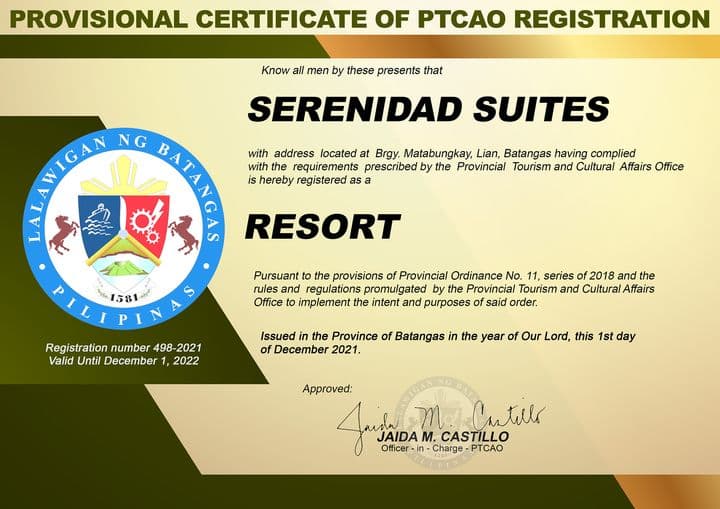 PROVISIONAL CERTIFICATE OF PTCAO REGISTRATION
Know all men by these presents that
SERENIDAD SUITES
with address located at Brgy. Matabungkay, Lian, Batangas having complied
with the requirements prescribed by the Provincial Tourism and Cultural Affairs Office
is hereby registered as a
RESORT
LALAWIGAN NG BATANGAS
PILIPINAS
1581
Registration number 498-2021
Valid Until December 1, 2022
Pursuant to the provisions of Provincial Ordinance No. 11, series of 2018 and the
rules and regulations promulgated by the Provincial Tourism and Cultural Affairs
Office to implement the intent and purposes of said order.
Issued in the Province of Batangas in the year of Our Lord, this 1st day
of December 2021.
Approved:
Jaida M. Castillo
JAIDA M. CASTILLO
Officer - in - Charge - PTCAO
LALAWIGAN NG BATANGAS
PILIPINAS